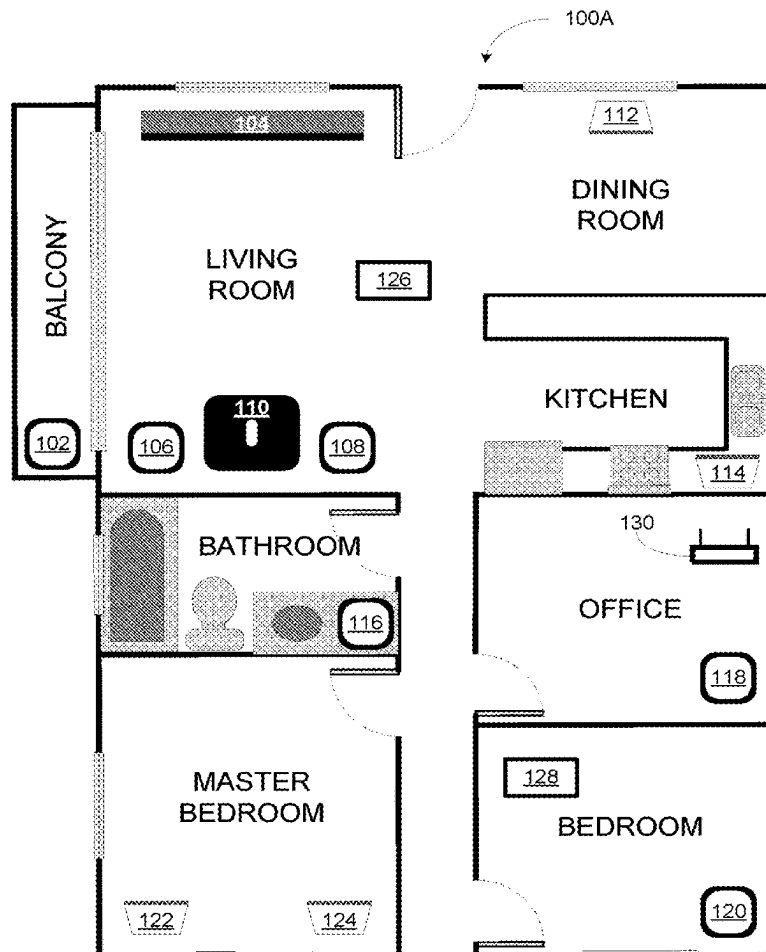 100A
104
112
DINING
ROOM
BALCONY
LIVING
ROOM
126
KITCHEN
110
102
106
108
114
130
BATHROOM
OFFICE
116
118
MASTER
BEDROOM
128
BEDROOM
122
124
120